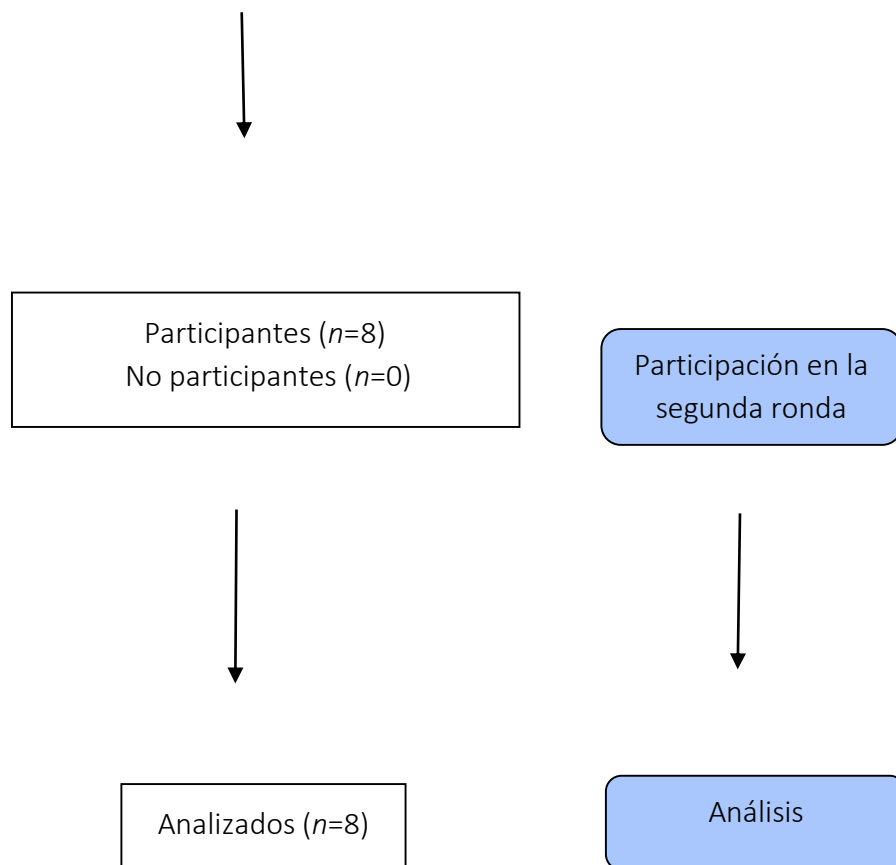 Participantes (n=8)
No participantes (n=0)
Participación en la
segunda ronda
Analizados (n=8)
Análisis